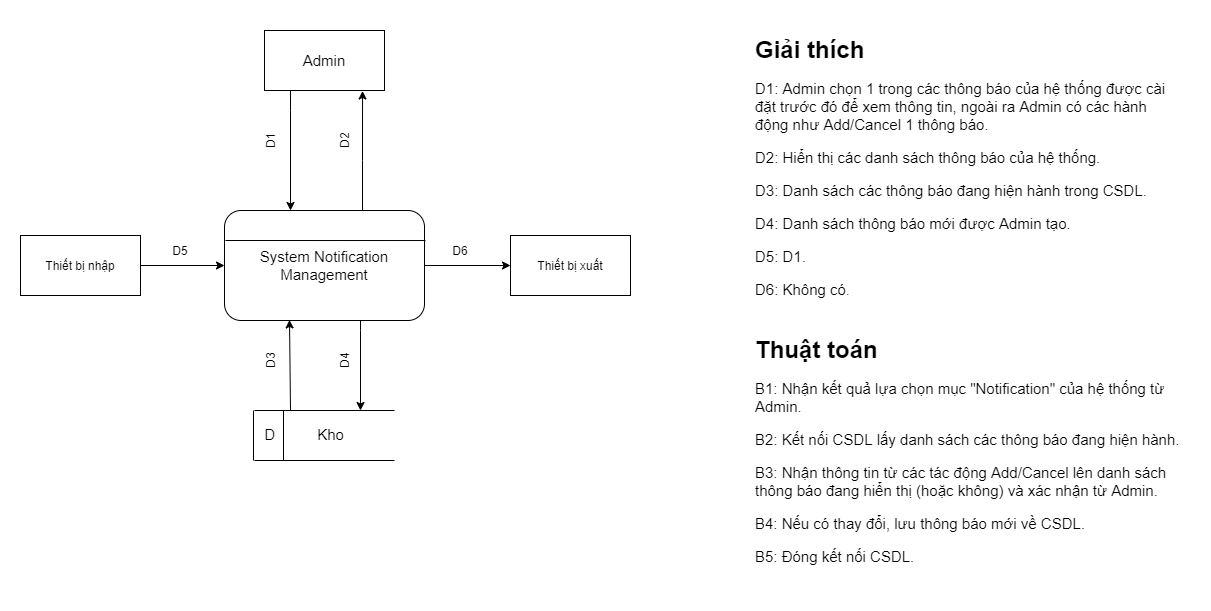 Admin
D1
D2
Thiết bị nhập
D5
System Notification
Management
D6
Thiết bị xuất
D3
D4
D
Kho
Giải thích
D1: Admin chọn 1 trong các thông báo của hệ thống được cài
đặt trước đó để xem thông tin, ngoài ra Admin có các hành
động như Add/Cancel 1 thông báo.
D2: Hiển thị các danh sách thông báo của hệ thống.
D3: Danh sách các thông báo đang hiện hành trong CSDL.
D4: Danh sách thông báo mới được Admin tạo.
D5: D1.
D6: Không có.
Thuật toán
B1: Nhận kết quả lựa chọn mục "Notification" của hệ thống từ
Admin.
B2: Kết nối CSDL lấy danh sách các thông báo đang hiện hành.
B3: Nhận thông tin từ các tác động Add/Cancel lên danh sách
thông báo đang hiển thị (hoặc không) và xác nhận từ Admin.
B4: Nếu có thay đổi, lưu thông báo mới về CSDL.
B5: Đóng kết nối CSDL.